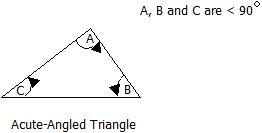 A, B and C are < 90°
A
C
B
Acute-Angled Triangle